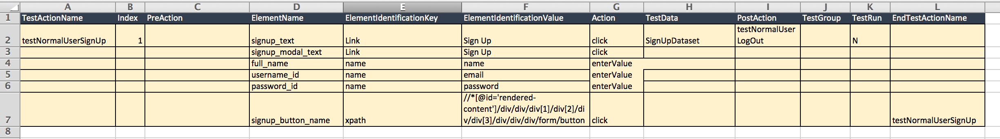 A B C D E F G H I J K L
1 TestActionName Index PreAction ElementName ElementIdentificationKey ElementIdentificationValue Action TestData PostAction TestGroup TestRun EndTestActionName
testNormalUser
2 testNormalUserSignUp 1 signup_text Link Sign Up click SignUpDataset LogOut N
3 signup_modal_text Link Sign Up click
4 full_name name name enterValue
5 username_id name email enterValue
6 password_id name password enterValue
//*[@id='rendered-
content']/div/div/div[1]/div[2]/di
7 signup_button_name xpath v/div[3]/div/div/div/form/button click testNormalUserSignUp
8